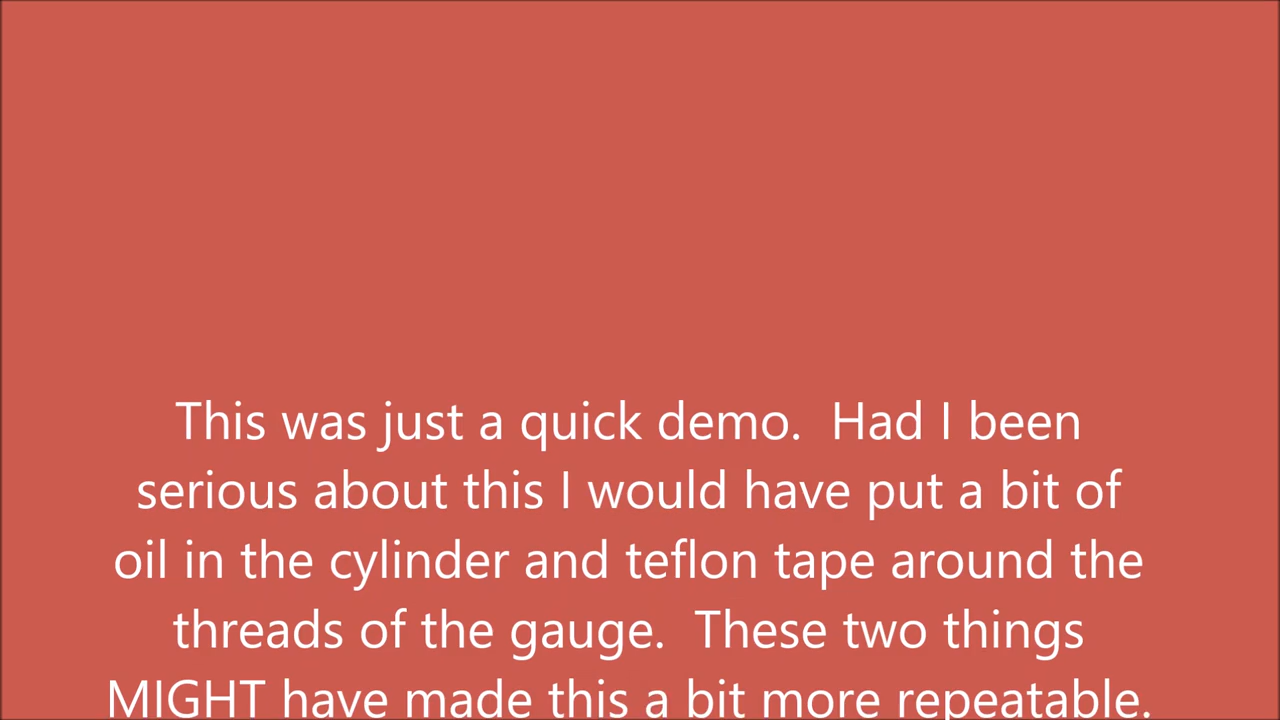 This was just a quick demo.  Had I been
serious about this I would have put a bit of
oil in the cylinder and teflon tape around the
threads of the gauge.  These two things
MIGHT have made this a bit more repeatable.